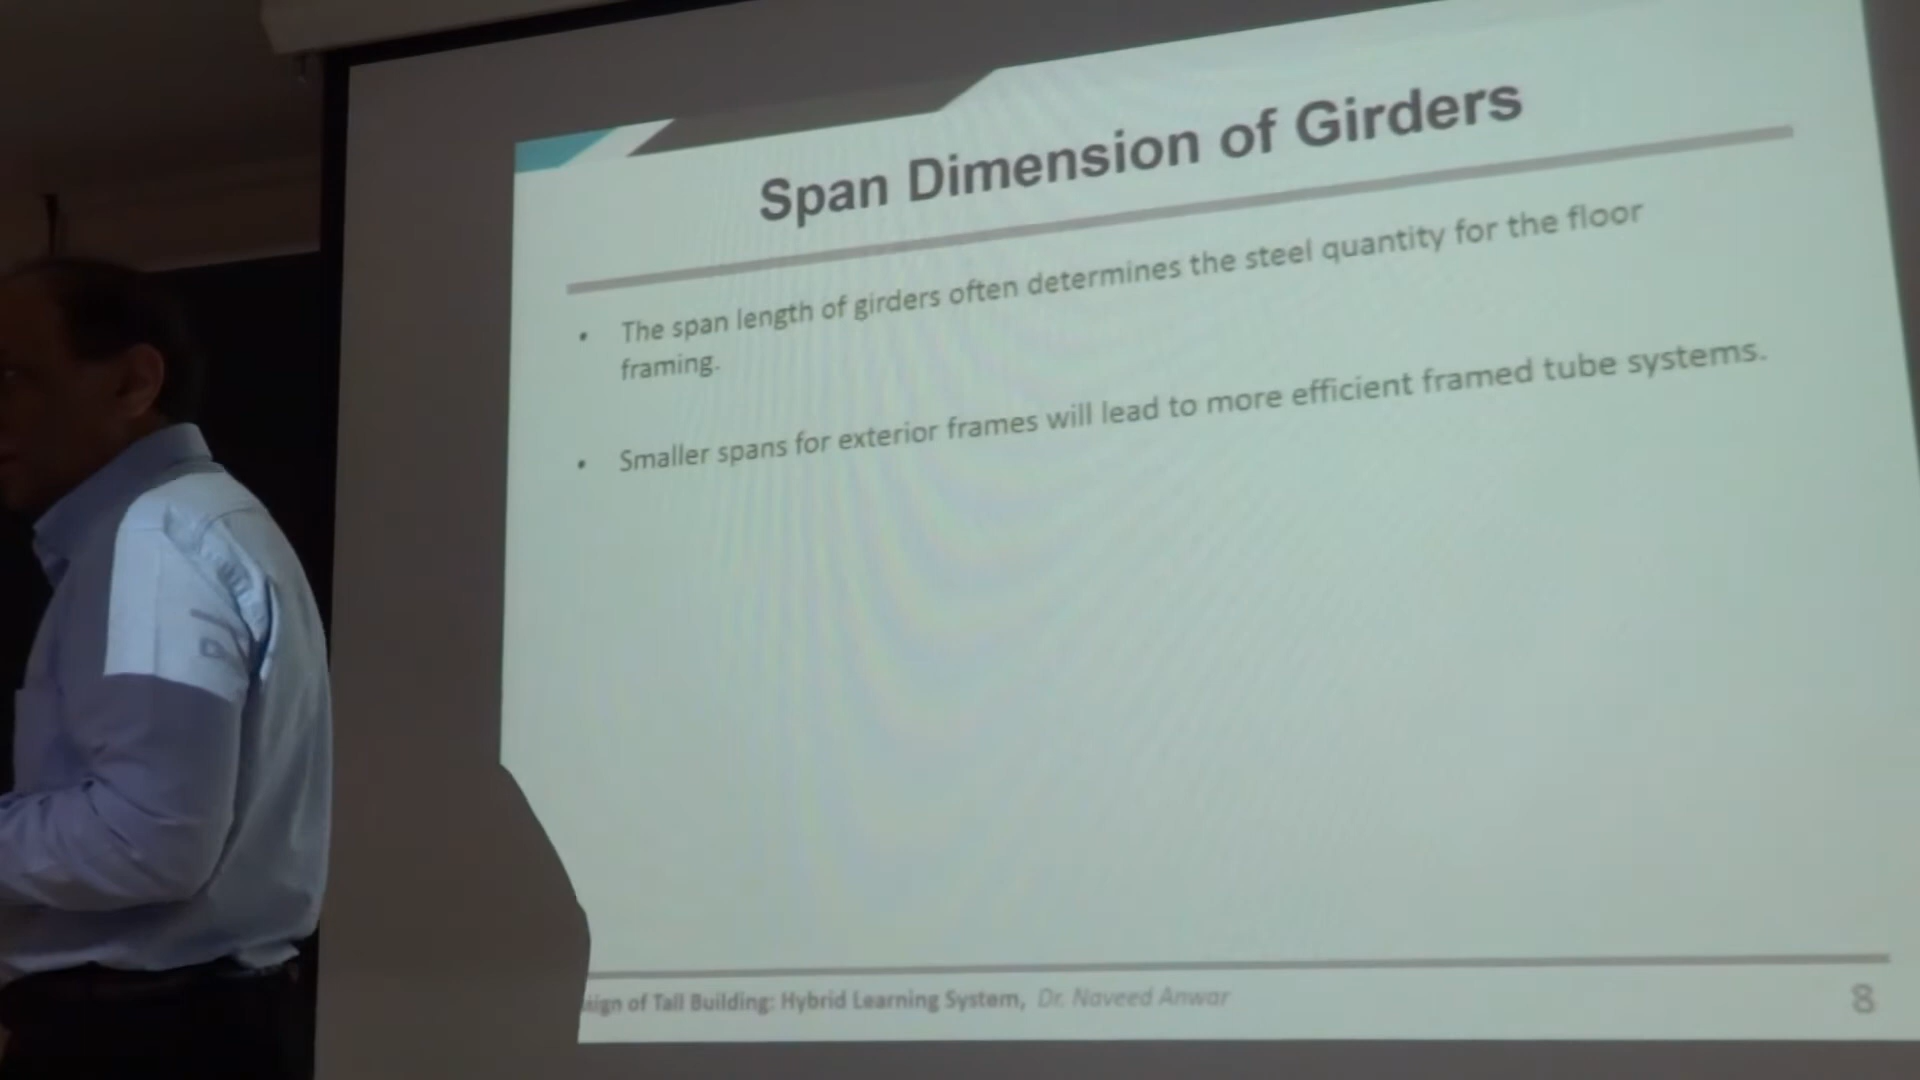 Span Dimension of Girders
• The span length of girders often determines the steel quantity for the floor
framing.
• Smaller spans for exterior frames will lead to more efficient framed tube systems.
of Tall Building: Hybrid Learning System, Dr. Naveed Anwar
8